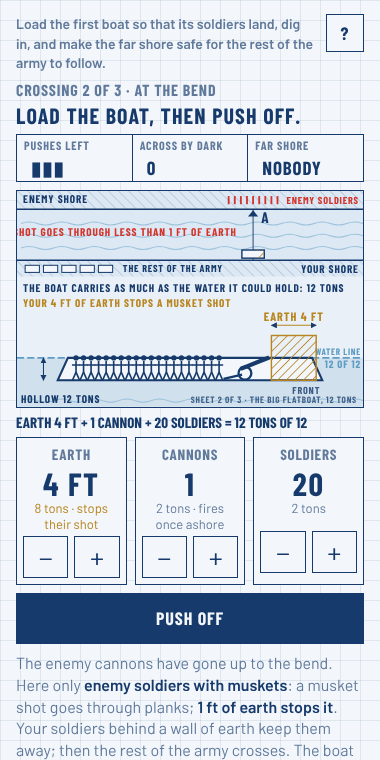 Load the first boat so that its soldiers land, dig
in, and make the far shore safe for the rest of the
army to follow.
?
CROSSING 2 OF 3 · AT THE BEND
LOAD THE BOAT, THEN PUSH OFF.
PUSHES LEFT
ACROSS BY DARK
0
FAR SHORE
NOBODY
ENEMY SHORE
ENEMY SOLDIERS
A
HOT GOES THROUGH LESS THAN 1 FT OF EARTH
THE REST OF THE ARMY
YOUR SHORE
THE BOAT CARRIES AS MUCH AS THE WATER IT COULD HOLD: 12 TONS
YOUR 4 FT OF EARTH STOPS A MUSKET SHOT
EARTH 4 FT
WATER LINE
12 OF 12
FRONT
HOLLOW 12 TONS
SHEET 2 OF 3 · THE BIG FLATBOAT, 12 TONS
EARTH 4 FT + 1 CANNON + 20 SOLDIERS = 12 TONS OF 12
EARTH
4 FT
8 tons · stops
their shot
− +
CANNONS
1
2 tons · fires
once ashore
− +
SOLDIERS
20
2 tons
− +
PUSH OFF
The enemy cannons have gone up to the bend.
Here only enemy soldiers with muskets: a musket
shot goes through planks; 1 ft of earth stops it.
Your soldiers behind a wall of earth keep them
away; then the rest of the army crosses. The boat